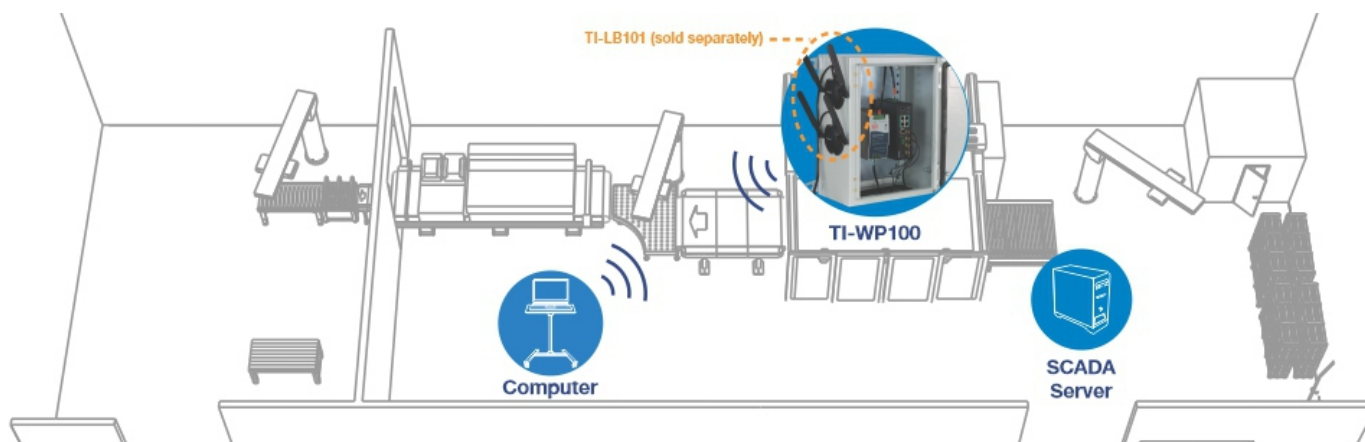 TI-LB101 (sold separately)
TI-WP100
Computer
SCADA
Server